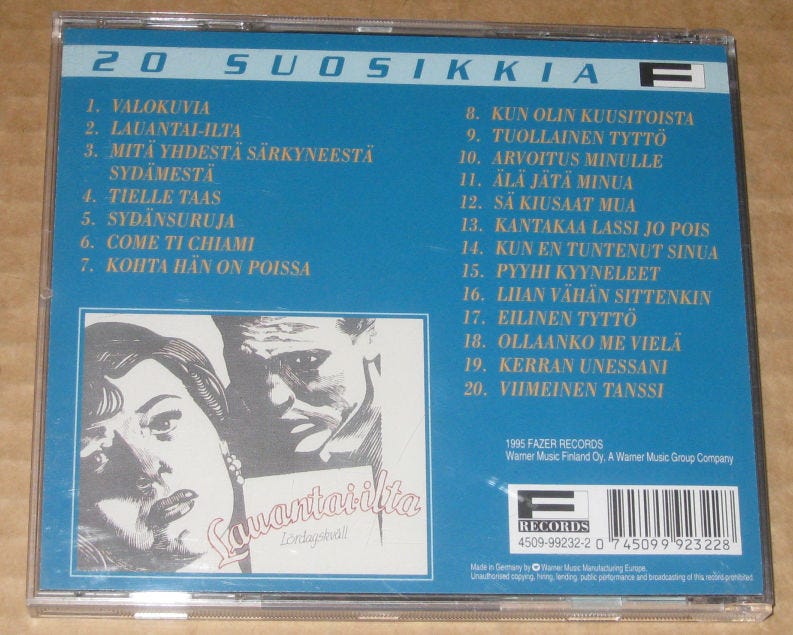 20 SUOSIKKIA F
1. VALOKUVIA
2. LAUANTAI-ILTA
3. MITÄ YHDESTÄ SÄRKYNEESTÄ
SYDÄMESTÄ
4. TIELLE TAAS
5. SYDÄNSURUJA
6. COME TI CHIAMI
7. KOHTA HÄN ON POISSA
8. KUN OLIN KUUSITOISTA
9. TUOLLAINEN TYTTÖ
10. ARVOITUS MINULLE
11. ÄLÄ JÄTÄ MINUA
12. SÄ KIUSAAT MUA
13. KANTAKAA LASSI JO POIS
14. KUN EN TUNTENUT SINUA
15. PYYHI KYYNELEET
16. LIIAN VÄHÄN SITTENKIN
17. EILINEN TYTTÖ
18. OLLAANKO ME VIELÄ
19. KERRAN UNESSANI
20. VIIMEINEN TANSSI
Lauantai-ilta
Lördagskväll
1995 FAZER RECORDS
Warner Music Finland Oy, A Warner Music Group Company
F
RECORDS
4509-99232-2
0 745099 923228
Made in Germany by Warner Music Manufacturing Europe.
Unauthorised copying, hiring, lending, public performance and broadcasting of this record prohibited.